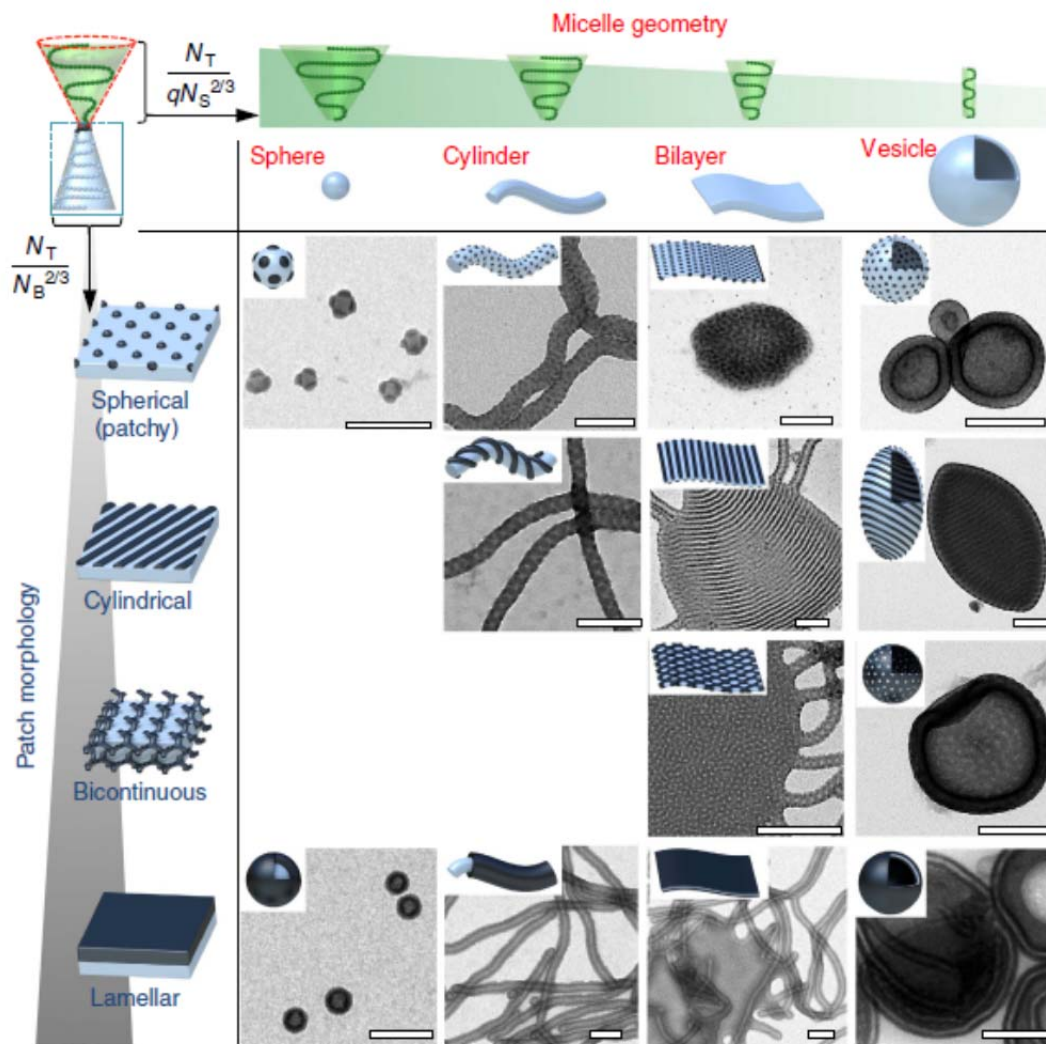 Micelle geometry
N_T
qN_S^{2/3}
Sphere
Cylinder
Bilayer
Vesicle
N_T
N_B^{2/3}
Spherical
(patchy)
Cylindrical
Patch morphology
Bicontinuous
Lamellar